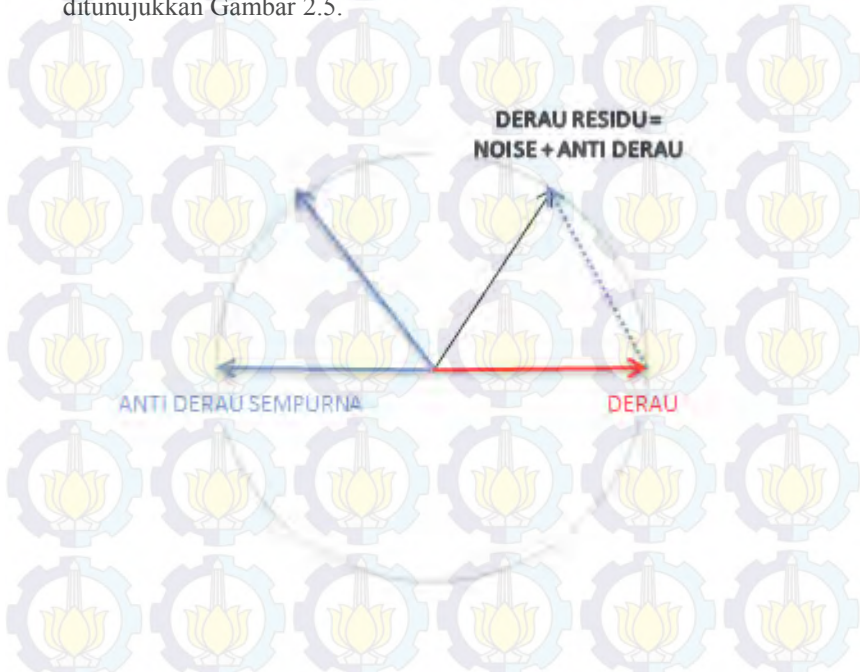 ditunujukkan Gambar 2.5.
DERAU RESIDU=
NOISE + ANTI DERAU
ANTI DERAU SEMPURNA
DERAU